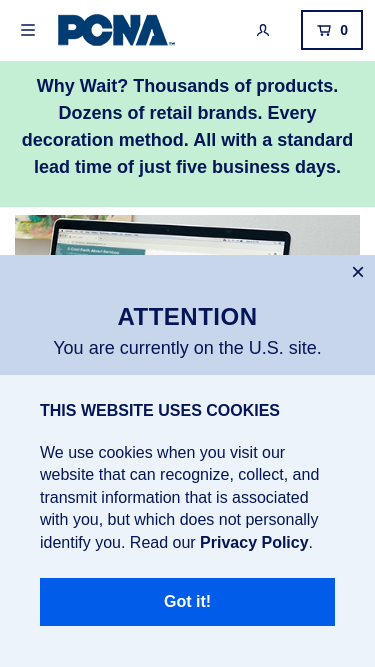 PCNA
0
Why Wait? Thousands of products.
Dozens of retail brands. Every
decoration method. All with a standard
lead time of just five business days.
ATTENTION
You are currently on the U.S. site.
THIS WEBSITE USES COOKIES
We use cookies when you visit our
website that can recognize, collect, and
transmit information that is associated
with you, but which does not personally
identify you. Read our Privacy Policy.
Got it!